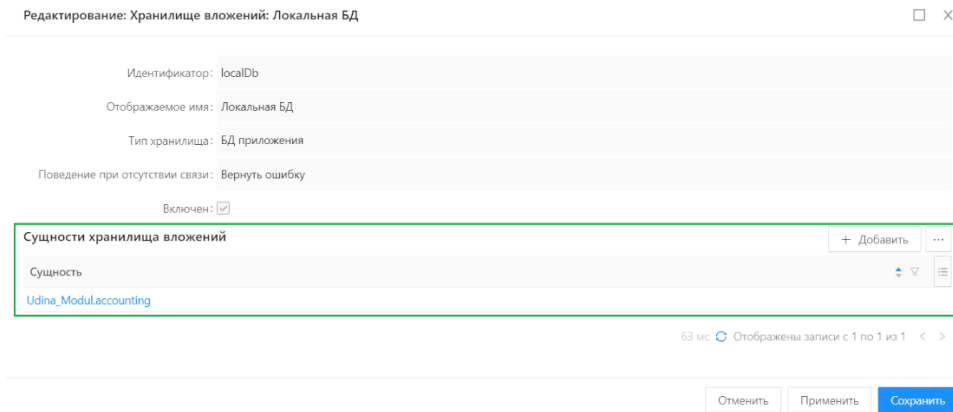 Редактирование: Хранилище вложений: Локальная БД
Идентификатор: localDb
Отображаемое имя: Локальная БД
Тип хранилища: БД приложения
Поведение при отсутствии связи: Вернуть ошибку
Включен:
Сущности хранилища вложений
+ Добавить ...
Сущность
Udina_Modul.accounting
63 мс Отображены записи с 1 по 1 из 1 < >
Отменить Применить Сохранить